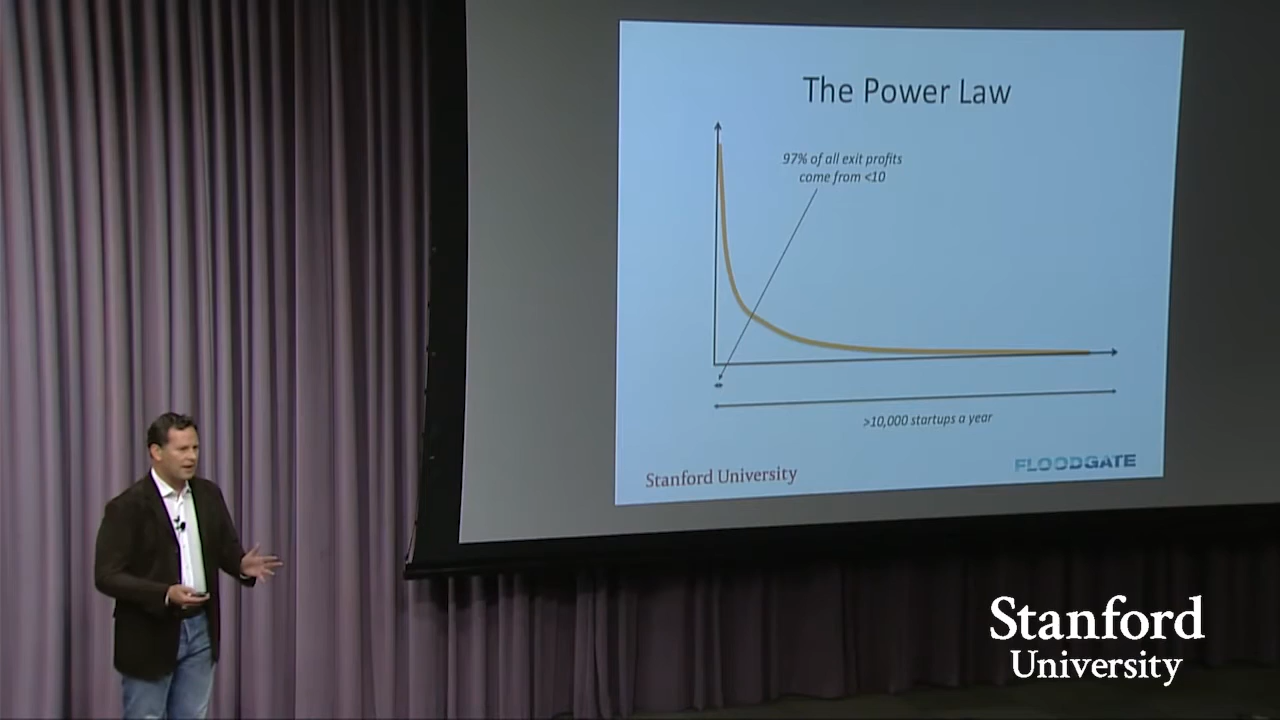 The Power Law
97% of all exit profits
come from <10
>10,000 startups a year
Stanford University
FLOODGATE
Stanford
University